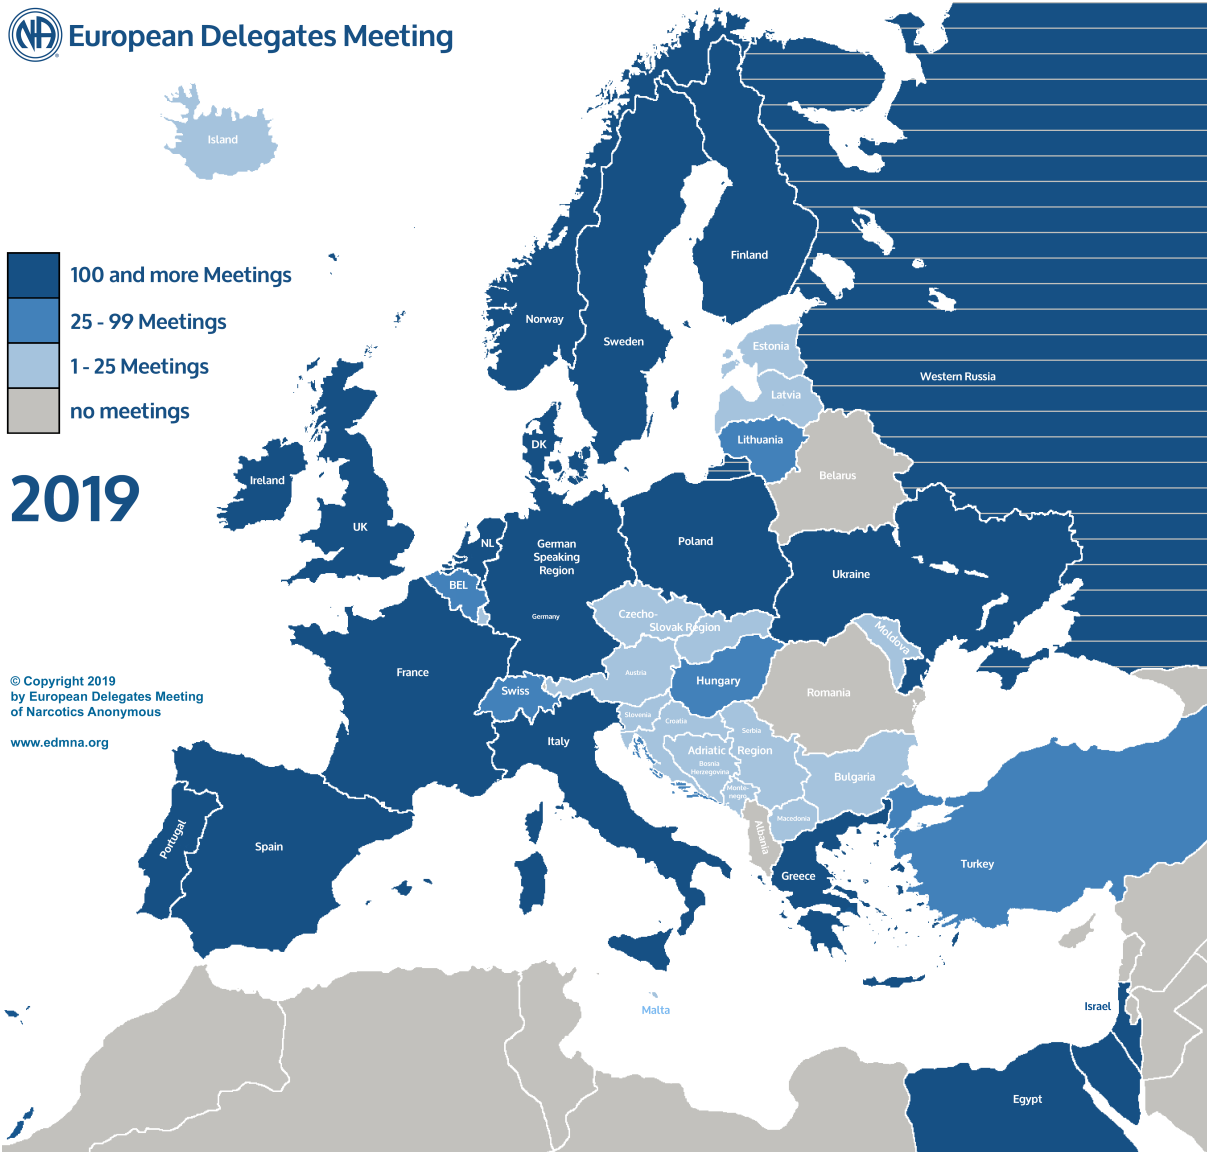 NA European Delegates Meeting
Island
100 and more Meetings
25 - 99 Meetings
1 - 25 Meetings
no meetings
2019
© Copyright 2019
by European Delegates Meeting
of Narcotics Anonymous
www.edmna.org
Finland
Norway
Sweden
Estonia
Western Russia
Latvia
Lithuania
DK
Belarus
Ireland
UK
NL
German
Speaking
Region
Poland
Ukraine
BEL
Germany
Czecho-
Slovak Region
Moldova
France
Austria
Swiss
Hungary
Romania
Slovenia
Croatia
Serbia
Italy
Adriatic Region
Bosnia
Herzegovina
Bulgaria
Monte-
negro
Macedonia
Albania
Portugal
Spain
Greece
Turkey
Malta
Israel
Egypt